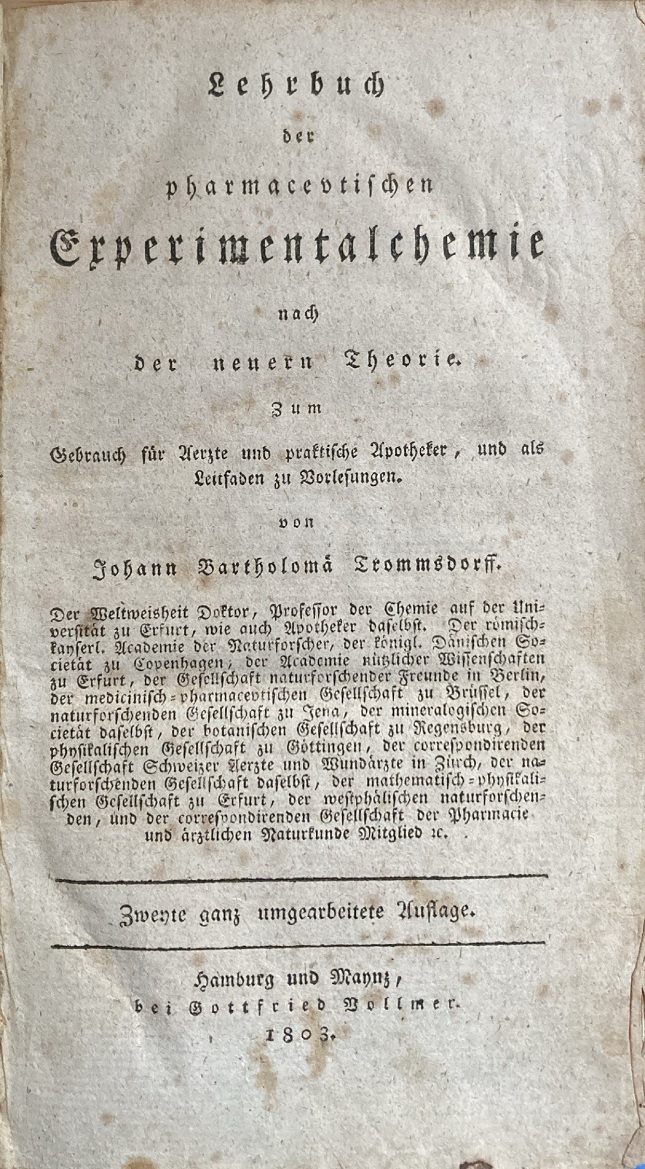 Lehrbuch
der
pharmacevtischen
Experimentalchemie
nach
der neuern Theorie.
Zum
Gebrauch für Aerzte und praktische Apotheker, und als
Leitfaden zu Vorlesungen.
von
Johann Bartholomä Trommsdorff.
Der Weltweisheit Doktor, Professor der Chemie auf der Uni-
versität zu Erfurt, wie auch Apotheker daselbst. Der römisch-
kayserl. Academie der Naturforscher, der königl. Dänischen So-
cietät zu Copenhagen, der Academie nützlicher Wissenschaften
zu Erfurt, der Gesellschaft naturforschender Freunde in Berlin,
der medicinisch-pharmacevtischen Gesellschaft zu Brüssel, der
naturforschenden Gesellschaft zu Jena, der mineralogischen So-
cietät daselbst, der botanischen Gesellschaft zu Regensburg, der
physikalischen Gesellschaft zu Göttingen, der correspondirenden
Gesellschaft Schweizer Aerzte und Wundärzte in Zürch, der na-
turforschenden Gesellschaft daselbst, der mathematisch-physikali-
schen Gesellschaft zu Erfurt, der westphälischen naturforschen-
den, und der correspondirenden Gesellschaft der Pharmacie
und ärztlichen Naturkunde Mitglied ꝛc.
Zweyte ganz umgearbeitete Auflage.
Hamburg und Maynz,
bei Gottfried Vollmer.
1803.